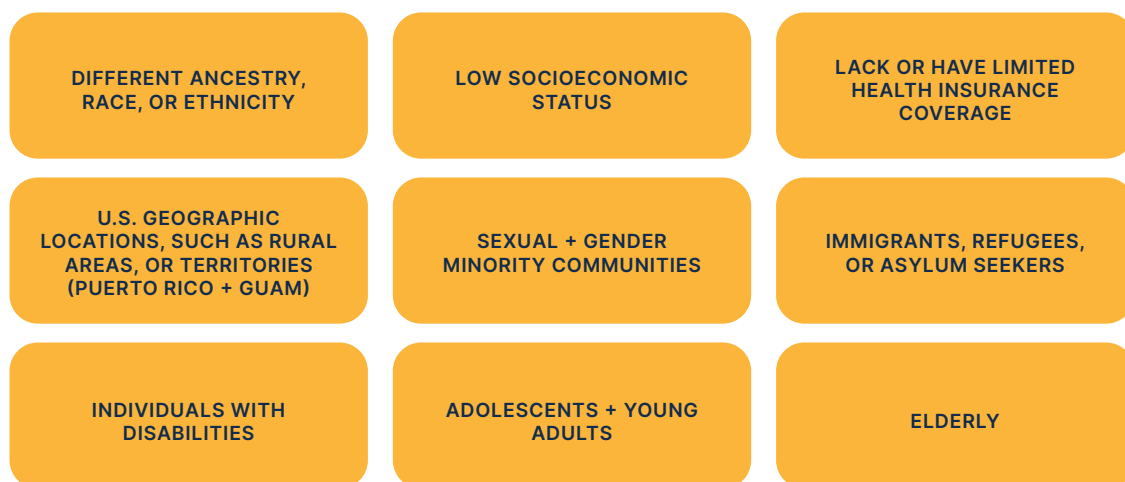 DIFFERENT ANCESTRY,
RACE, OR ETHNICITY
LOW SOCIOECONOMIC
STATUS
LACK OR HAVE LIMITED
HEALTH INSURANCE
COVERAGE
U.S. GEOGRAPHIC
LOCATIONS, SUCH AS RURAL
AREAS, OR TERRITORIES
(PUERTO RICO + GUAM)
SEXUAL + GENDER
MINORITY COMMUNITIES
IMMIGRANTS, REFUGEES,
OR ASYLUM SEEKERS
INDIVIDUALS WITH
DISABILITIES
ADOLESCENTS + YOUNG
ADULTS
ELDERLY